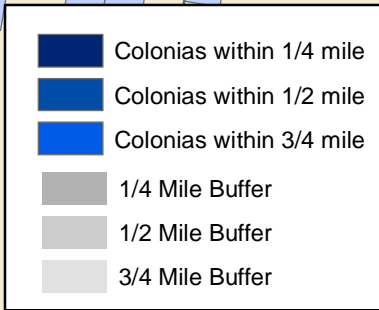 Colonias within 1/4 mile
Colonias within 1/2 mile
Colonias within 3/4 mile
1/4 Mile Buffer
1/2 Mile Buffer
3/4 Mile Buffer